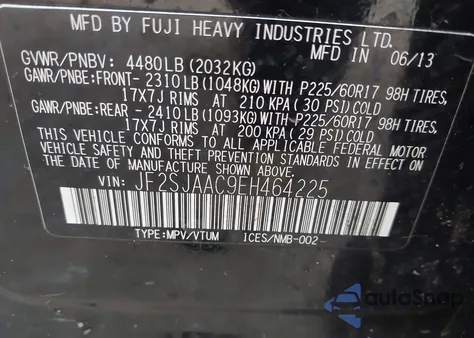 MFD BY FUJI HEAVY INDUSTRIES LTD.
MFD.IN 06/13
GVWR/PNBV: 4480LB(2032KG)
GAWR/PNBE:FRONT- 2310LB(1048KG)WITH P225/60R17 98H TIRES,
17X7J RIMS AT 210 KPA(30 PSI)COLD
GAWR/PNBE:REAR - 2410LB(1093KG)WITH P225/60R17 98H TIRES,
17X7J RIMS AT 200 KPA(29 PSI)COLD
THIS VEHICLE CONFORMS TO ALL APPLICABLE FEDERAL MOTOR
VEHICLE SAFETY STANDARDS IN EFFECT ON
THE DATE OF MANUFACTURE SHOWN ABOVE.
VIN: JF2SJAAC9EH464225
TYPE:MPV/VTUM ICES/NMB-002
autoShop